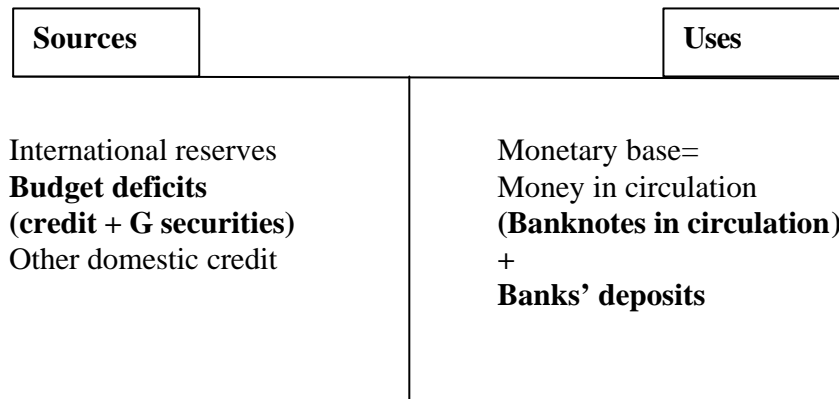 Sources
Uses
International reserves
Budget deficits
(credit + G securities)
Other domestic credit
Monetary base=
Money in circulation
(Banknotes in circulation)
+
Banks’ deposits